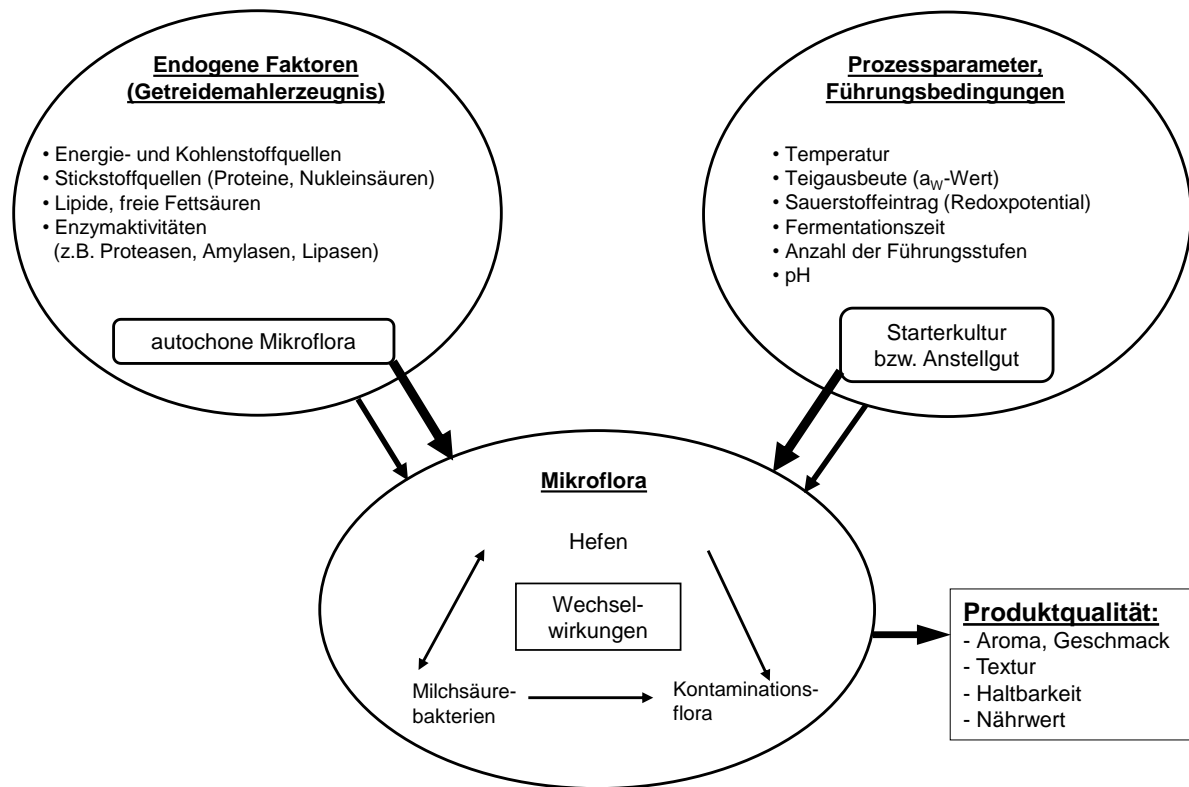 Endogene Faktoren
(Getreidemahlerzeugnis)
• Energie- und Kohlenstoffquellen
• Stickstoffquellen (Proteine, Nukleinsäuren)
• Lipide, freie Fettsäuren
• Enzymaktivitäten
(z.B. Proteasen, Amylasen, Lipasen)
autochone Mikroflora
Prozessparameter,
Führungsbedingungen
• Temperatur
• Teigausbeute (aW-Wert)
• Sauerstoffeintrag (Redoxpotential)
• Fermentationszeit
• Anzahl der Führungsstufen
• pH
Starterkultur
bzw. Anstellgut
Mikroflora
Hefen
Wechsel-
wirkungen
Milchsäure-
bakterien
Kontaminations-
flora
Produktqualität:
- Aroma, Geschmack
- Textur
- Haltbarkeit
- Nährwert